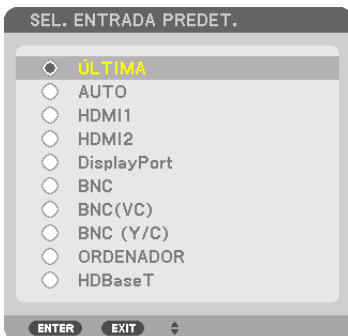 SEL. ENTRADA PREDET.
ÚLTIMA
AUTO
HDMI1
HDMI2
DisplayPort
BNC
BNC(VC)
BNC (Y/C)
ORDENADOR
HDBaseT
ENTER EXIT